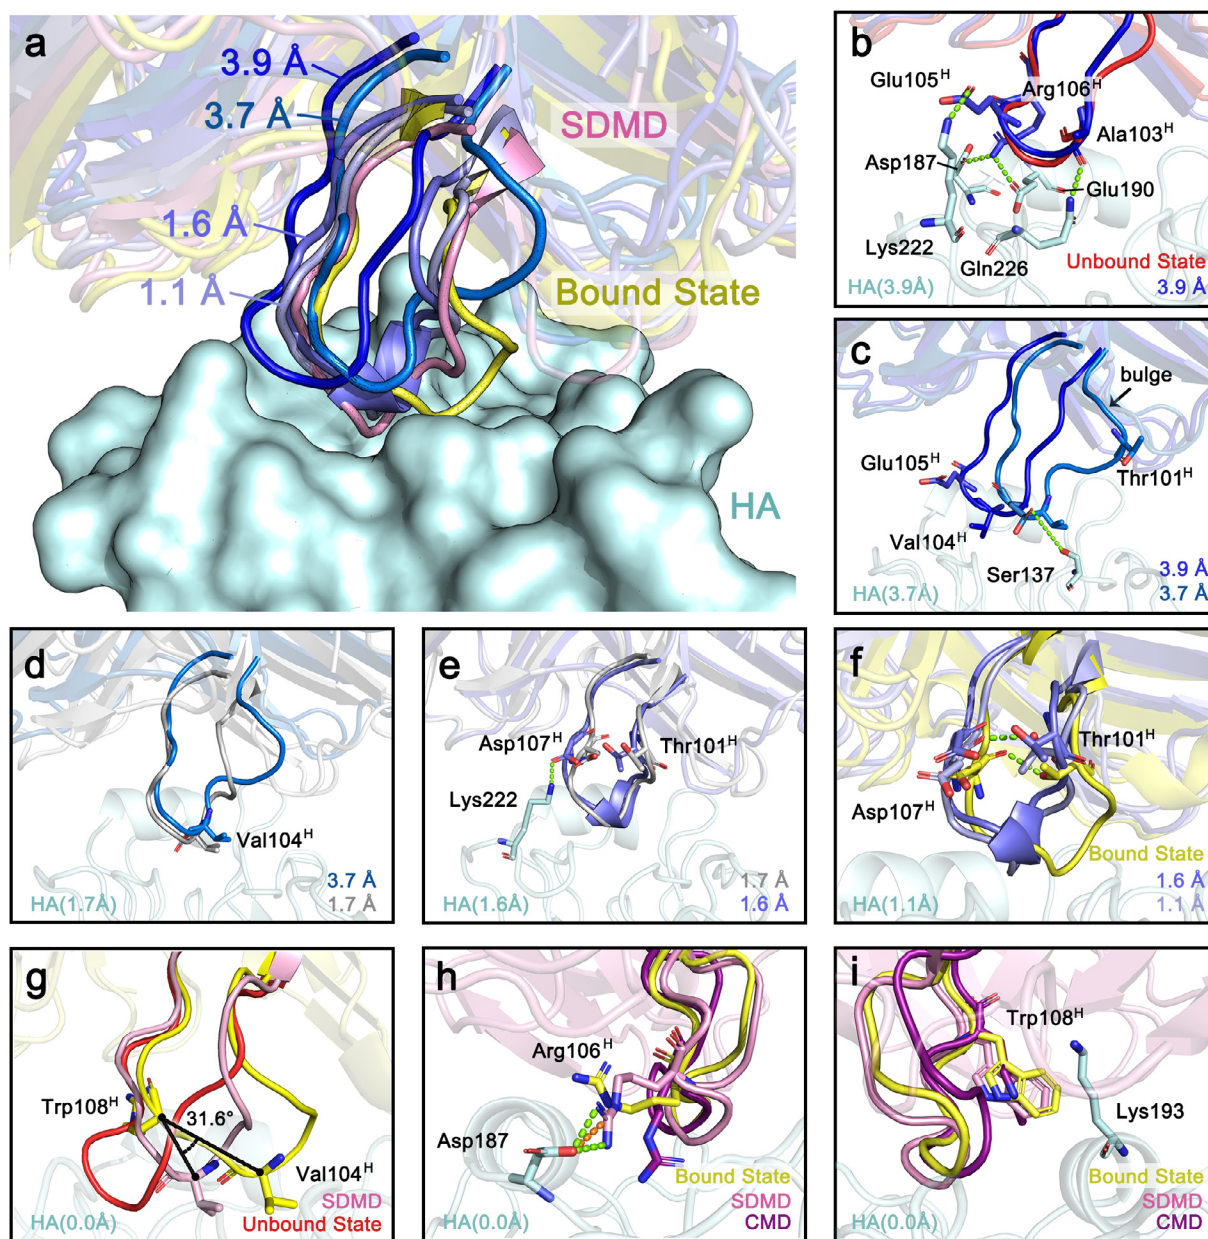 a
3.9 Å
3.7 Å
SDMD
1.6 Å
1.1 Å
Bound State
HA
b
Glu105ᴴ
Arg106ᴴ
Ala103ᴴ
Asp187
Glu190
Lys222
Gln226
Unbound State
HA(3.9Å)
3.9 Å
c
bulge
Glu105ᴴ
Thr101ᴴ
Val104ᴴ
Ser137
3.9 Å
HA(3.7Å)
3.7 Å
d
Val104ᴴ
3.7 Å
HA(1.7Å)
1.7 Å
e
Asp107ᴴ
Thr101ᴴ
Lys222
1.7 Å
HA(1.6Å)
1.6 Å
f
Thr101ᴴ
Asp107ᴴ
Bound State
1.6 Å
HA(1.1Å)
1.1 Å
g
Trp108ᴴ
31.6°
Val104ᴴ
SDMD
HA(0.0Å)
Unbound State
h
Arg106ᴴ
Asp187
Bound State
SDMD
HA(0.0Å)
CMD
i
Trp108ᴴ
Lys193
Bound State
SDMD
HA(0.0Å)
CMD